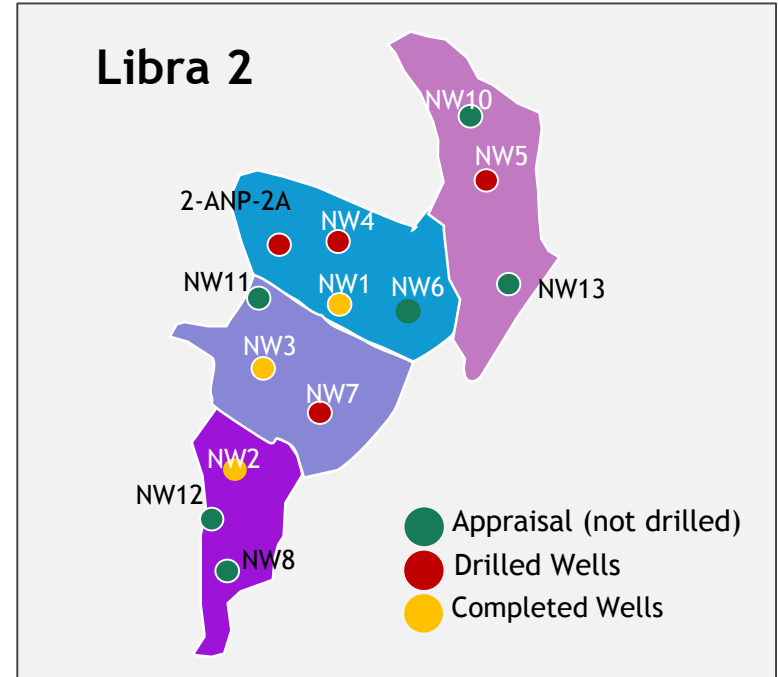 Libra 2
NW10
NW5
2-ANP-2A
NW4
NW11
NW1
NW6
NW13
NW3
NW7
NW2
NW12
NW8
Appraisal (not drilled)
Drilled Wells
Completed Wells